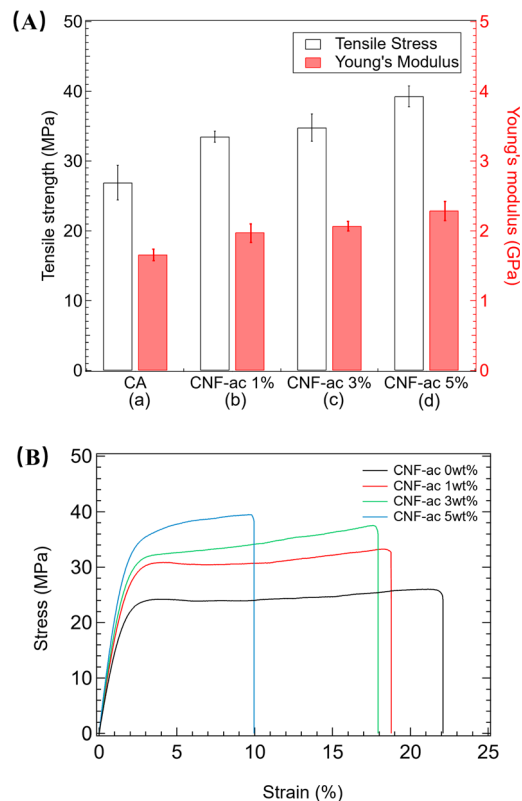 (A)
50
40
30
20
10
0
Tensile strength (MPa)
Tensile Stress
Young's Modulus
5
4
3
2
1
0
Young's modulus (GPa)
CA CNF-ac 1% CNF-ac 3% CNF-ac 5%
(a) (b) (c) (d)
(B)
50
40
30
20
10
0
Stress (MPa)
CNF-ac 0wt%
CNF-ac 1wt%
CNF-ac 3wt%
CNF-ac 5wt%
0 5 10 15 20 25
Strain (%)